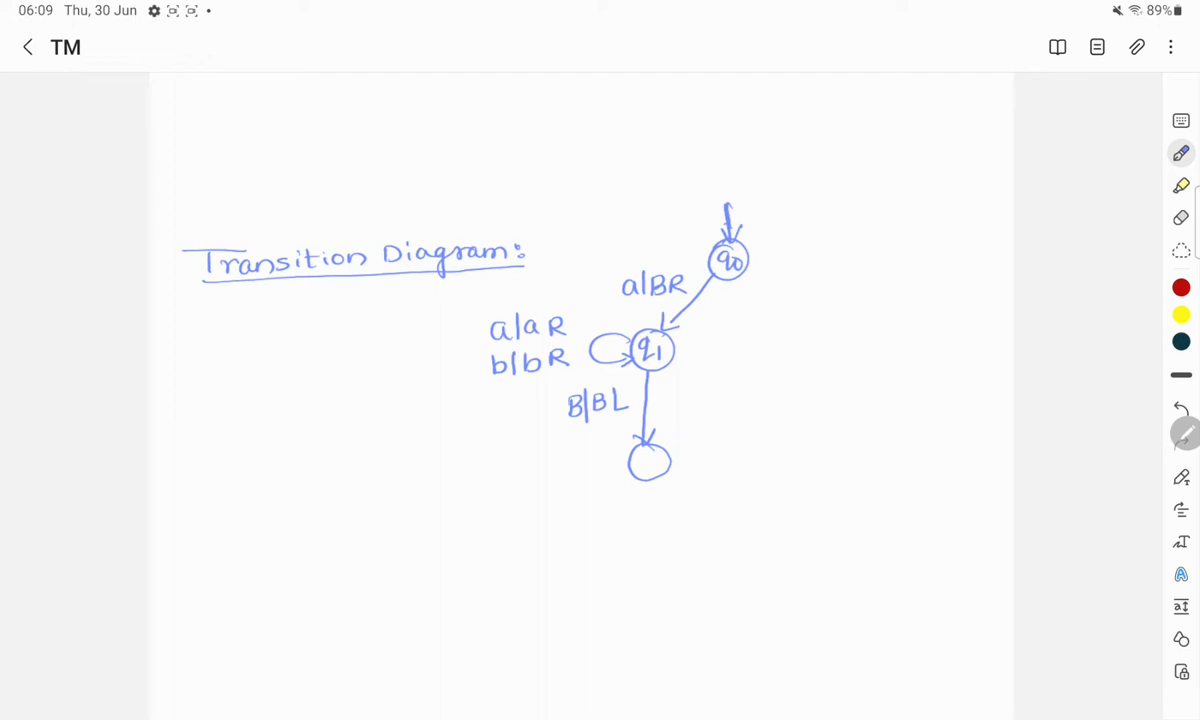 06:09 Thu, 30 Jun 89%
TM
Transition Diagram:
q0
a|BR
a|aR
b|bR
q1
B|BL